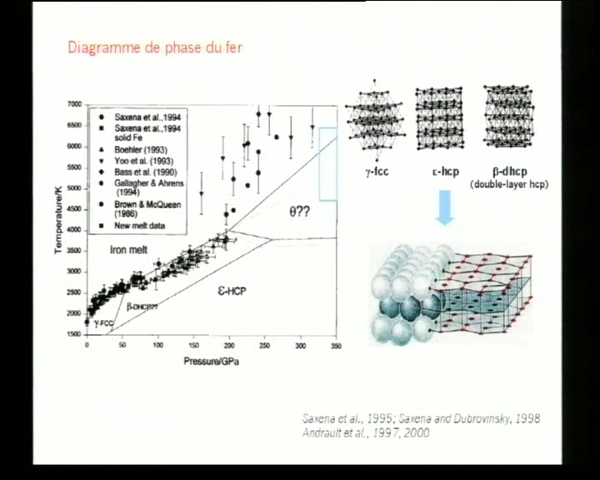 Diagramme de phase du fer
7000
6500
6000
5500
5000
4500
4000
3500
3000
2500
2000
1500
Temperature/K
Saxena et al.,1994
Saxena et al.,1994
solid Fe
Boehler (1993)
Yoo et al. (1993)
Bass et al. (1990)
Gallagher & Ahrens
(1994)
Brown & McQueen
(1986)
New melt data
Iron melt
θ??
ε-HCP
β-DHCP??
γ-FCC
0
50
100
150
200
250
300
350
Pressure/GPa
γ-fcc
ε-hcp
β-dhcp
(double-layer hcp)
Saxena et al., 1995; Saxena and Dubrovinsky, 1998
Andrault et al., 1997, 2000